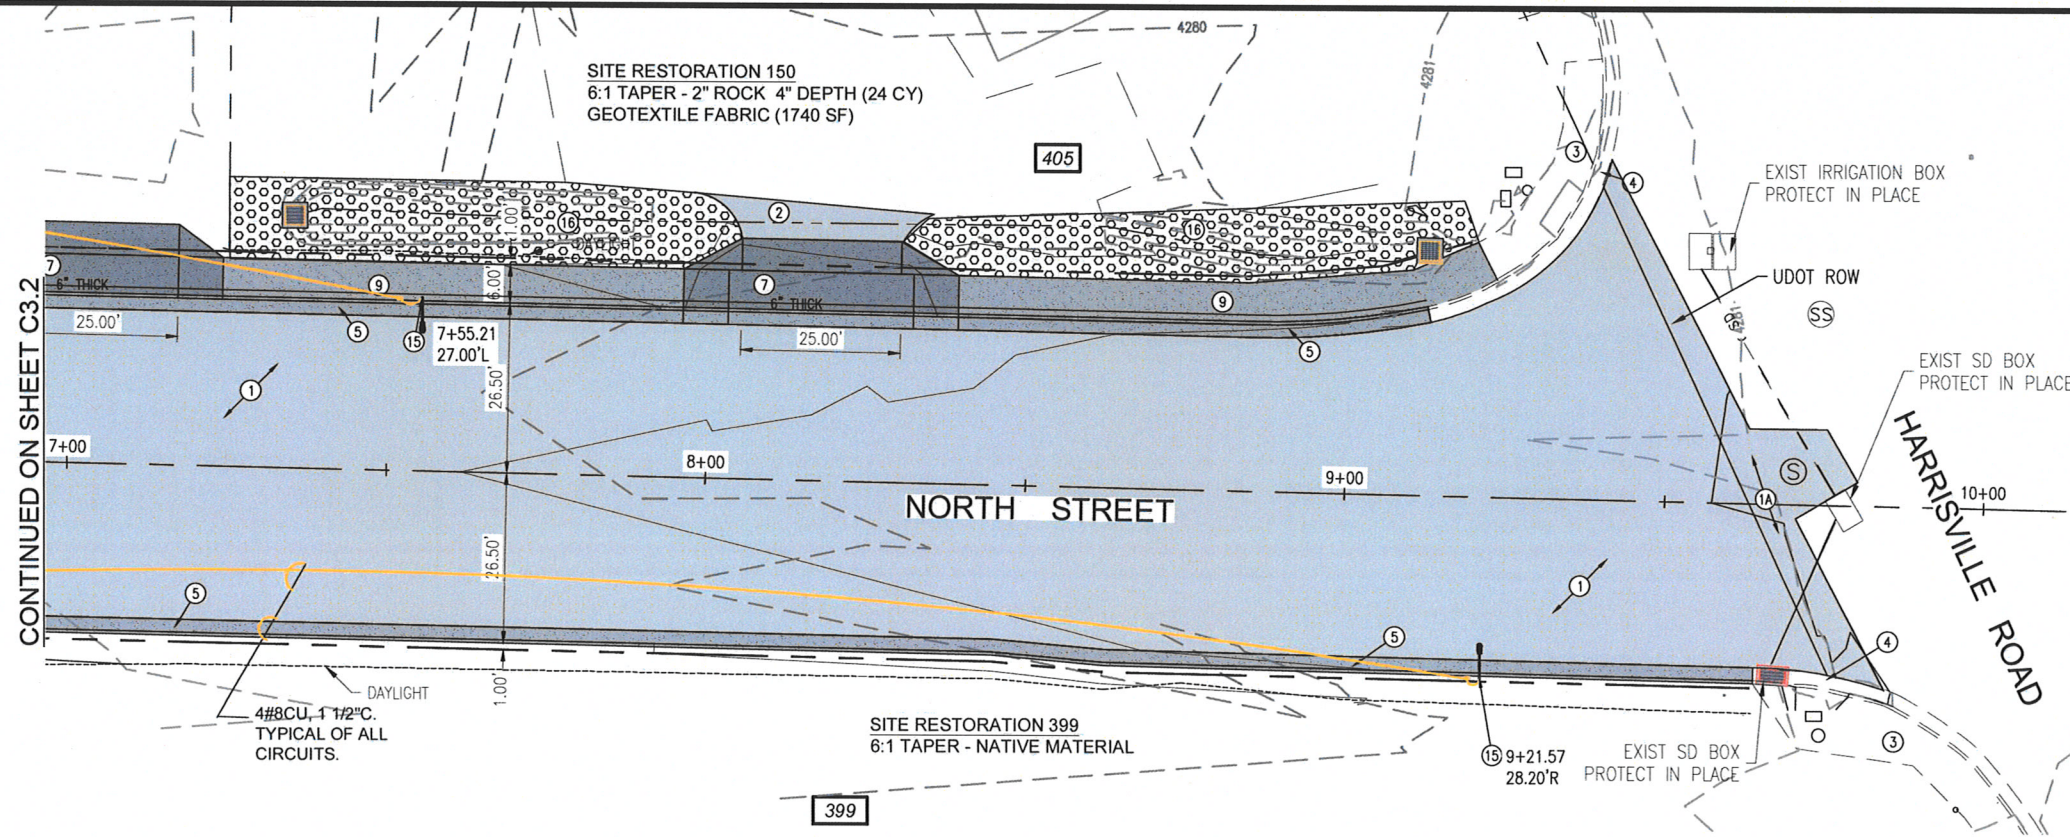 4280
SITE RESTORATION 150
6:1 TAPER - 2" ROCK 4" DEPTH (24 CY)
GEOTEXTILE FABRIC (1740 SF)
4281
405
3
4
EXIST IRRIGATION BOX
PROTECT IN PLACE
2
16
16
11.00'
DAYLIGHT
UDOT ROW
SS
SD
4281
7
6" THICK
9
6.00'
7
6" THICK
9
25.00'
5
15
7+55.21
27.00'L
25.00'
5
EXIST SD BOX
PROTECT IN PLACE
1
26.50'
CONTINUED ON SHEET C3.2
7+00
8+00
9+00
10+00
S
1A
NORTH STREET
HARRISVILLE ROAD
26.50'
5
1
5
4
1.00'
DAYLIGHT
4#8CU, 1 1/2"C.
TYPICAL OF ALL
CIRCUITS.
SITE RESTORATION 399
6:1 TAPER - NATIVE MATERIAL
15
9+21.57
28.20'R
EXIST SD BOX
PROTECT IN PLACE
3
399